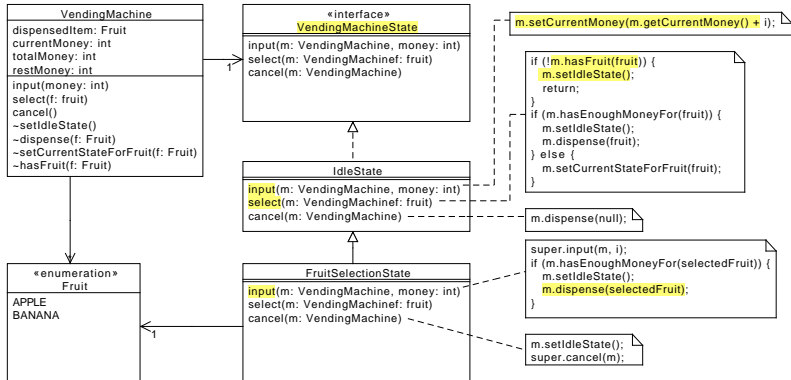 VendingMachine
dispensedItem: Fruit
currentMoney: int
totalMoney: int
restMoney: int
input(money: int)
select(f: fruit)
cancel()
~setIdleState()
~dispense(f: Fruit)
~setCurrentStateForFruit(f: Fruit)
~hasFruit(f: Fruit)
1
«interface»
VendingMachineState
input(m: VendingMachine, money: int)
select(m: VendingMachinef: fruit)
cancel(m: VendingMachine)
m.setCurrentMoney(m.getCurrentMoney() + i);
if (!m.hasFruit(fruit)) {
m.setIdleState();
return;
}
if (m.hasEnoughMoneyFor(fruit)) {
m.setIdleState;
m.dispense(fruit);
} else {
m.setCurrentStateForFruit(fruit);
}
IdleState
input(m: VendingMachine, money: int)
select(m: VendingMachinef: fruit)
cancel(m: VendingMachine)
m.dispense(null);
«enumeration»
Fruit
APPLE
BANANA
1
FruitSelectionState
input(m: VendingMachine, money: int)
select(m: VendingMachinef: fruit)
cancel(m: VendingMachine)
super.input(m, i);
if (m.hasEnoughMoneyFor(selectedFruit)) {
m.setIdleState;
m.dispense(selectedFruit);
}
m.setIdleState();
super.cancel(m);